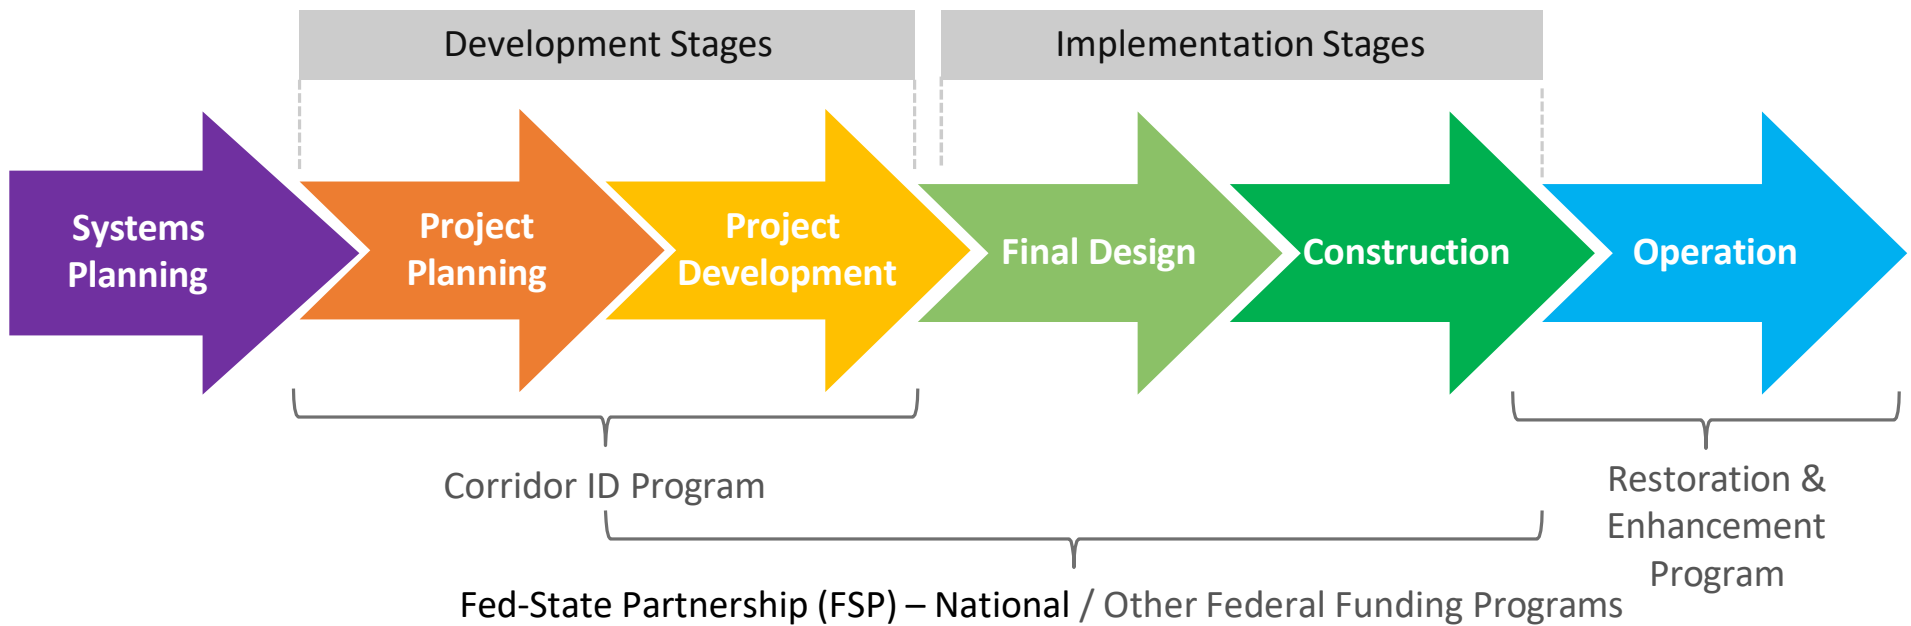 Development Stages
Implementation Stages
Systems
Planning
Project
Planning
Project
Development
Final Design
Construction
Operation
Corridor ID Program
Restoration &
Enhancement
Program
Fed-State Partnership (FSP) – National / Other Federal Funding Programs